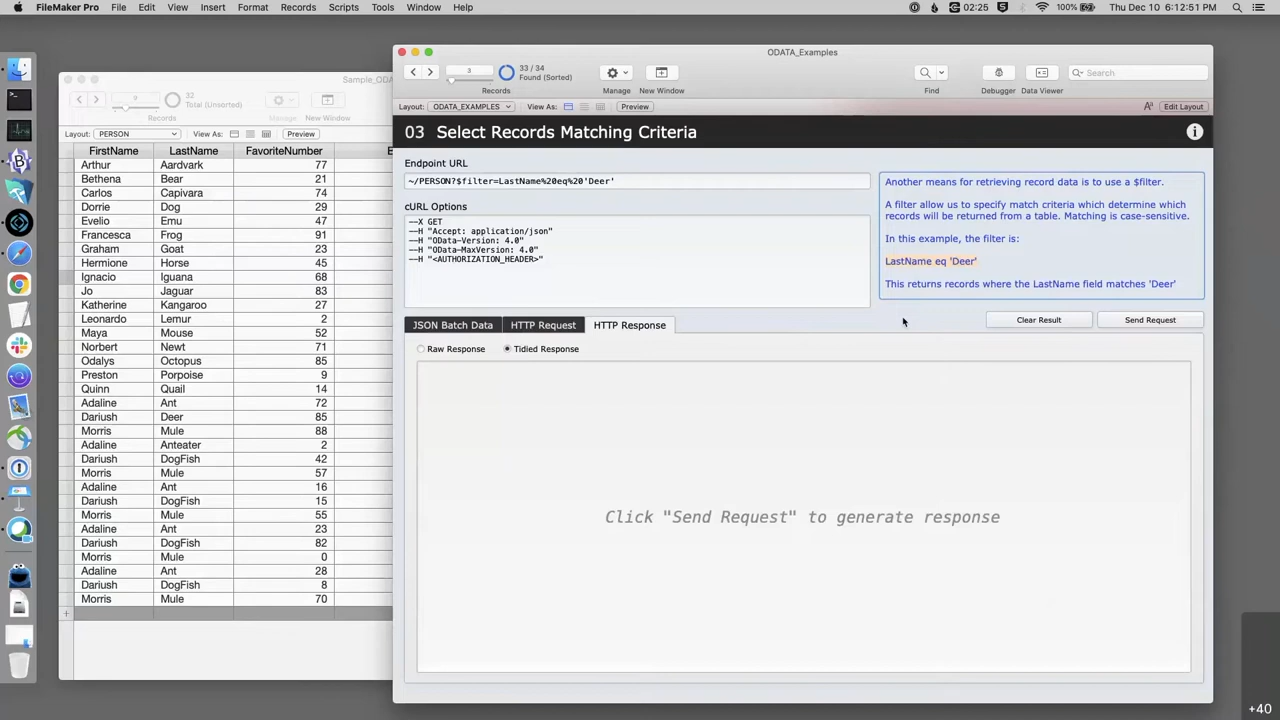 FileMaker Pro File Edit View Insert Format Records Scripts Tools Window Help 02:25 100% Thu Dec 10 6:12:51 PM
Sample_ODA
9
32
Total (Unsorted)
Records Manage New Window
Layout: PERSON View As: Preview
FirstName LastName FavoriteNumber E
Arthur Aardvark 77
Bethena Bear 21
Carlos Capivara 74
Dorrie Dog 29
Evelio Emu 47
Francesca Frog 91
Graham Goat 23
Hermione Horse 45
Ignacio Iguana 68
Jo Jaguar 83
Katherine Kangaroo 27
Leonardo Lemur 2
Maya Mouse 52
Norbert Newt 71
Odalys Octopus 85
Preston Porpoise 9
Quinn Quail 14
Adaline Ant 72
Dariush Deer 85
Morris Mule 88
Adaline Anteater 2
Dariush DogFish 42
Morris Mule 57
Adaline Ant 16
Dariush DogFish 15
Morris Mule 55
Adaline Ant 23
Dariush DogFish 82
Morris Mule 0
Adaline Ant 28
Dariush DogFish 8
Morris Mule 70
ODATA_Examples
3
33 / 34
Found (Sorted)
Search
Records Manage New Window Find Debugger Data Viewer
Layout: ODATA_EXAMPLES View As: Preview Edit Layout
03 Select Records Matching Criteria
Endpoint URL
~/PERSON?$filter=LastName%20eq%20'Deer'
cURL Options
--X GET
--H "Accept: application/json"
--H "OData-Version: 4.0"
--H "OData-MaxVersion: 4.0"
--H "<AUTHORIZATION_HEADER>"
Another means for retrieving record data is to use a $filter.
A filter allow us to specify match criteria which determine which
records will be returned from a table. Matching is case-sensitive.
In this example, the filter is:
LastName eq 'Deer'
This returns records where the LastName field matches 'Deer'
Clear Result Send Request
JSON Batch Data HTTP Request HTTP Response
Raw Response Tidied Response
Click "Send Request" to generate response
+40